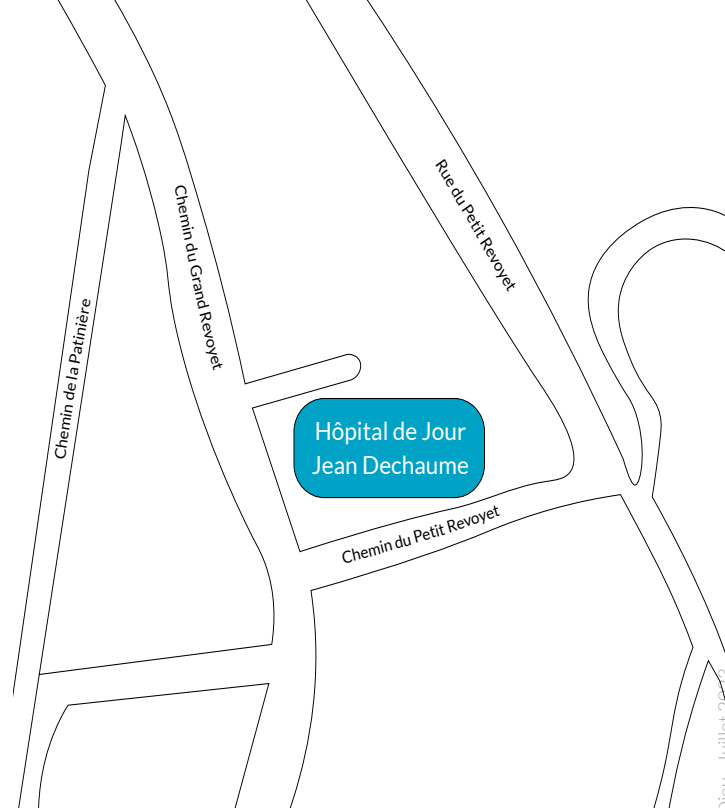 Rue du Petit Revoyet
Chemin du Grand Revoyet
Chemin de la Patinière
Hôpital de Jour
Jean Dechaume
Chemin du Petit Revoyet
Juillet